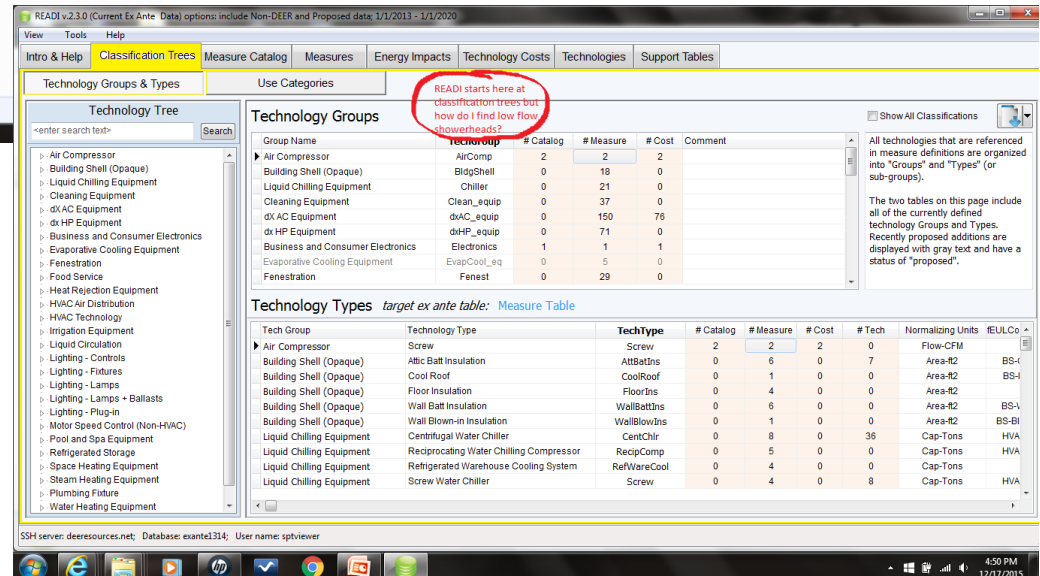 READI v.2.3.0 (Current Ex Ante Data) options: include Non-DEER and Proposed data; 1/1/2013 - 1/1/2020
View Tools Help
Intro & Help Classification Trees Measure Catalog Measures Energy Impacts Technology Costs Technologies Support Tables
Technology Groups & Types Use Categories
READI starts here at
classification trees but
how do I find low flow
showerheads?
Technology Tree
<enter search text> Search
Air Compressor
Building Shell (Opaque)
Liquid Chilling Equipment
Cleaning Equipment
dX AC Equipment
dx HP Equipment
Business and Consumer Electronics
Evaporative Cooling Equipment
Fenestration
Food Service
Heat Rejection Equipment
HVAC Air Distribution
HVAC Technology
Irrigation Equipment
Liquid Circulation
Lighting - Controls
Lighting - Fixtures
Lighting - Lamps
Lighting - Lamps + Ballasts
Lighting - Plug-in
Motor Speed Control (Non-HVAC)
Pool and Spa Equipment
Refrigerated Storage
Space Heating Equipment
Steam Heating Equipment
Plumbing Fixture
Water Heating Equipment
Technology Groups
Show All Classifications
Group Name TechGroup # Catalog # Measure # Cost Comment
Air Compressor AirComp 2 2 2
Building Shell (Opaque) BldgShell 0 18 0
Liquid Chilling Equipment Chiller 0 21 0
Cleaning Equipment Clean_equip 0 37 0
dX AC Equipment dxAC_equip 0 150 76
dx HP Equipment dxHP_equip 0 71 0
Business and Consumer Electronics Electronics 1 1 1
Evaporative Cooling Equipment EvapCool_eq 0 5 0
Fenestration Fenest 0 29 0
All technologies that are referenced
in measure definitions are organized
into "Groups" and "Types" (or
sub-groups).
The two tables on this page include
all of the currently defined
technology Groups and Types.
Recently proposed additions are
displayed with gray text and have a
status of "proposed".
Technology Types target ex ante table: Measure Table
Tech Group Technology Type TechType # Catalog # Measure # Cost # Tech Normalizing Units fEULCo
Air Compressor Screw Screw 2 2 2 0 Flow-CFM
Building Shell (Opaque) Attic Batt Insulation AttBatIns 0 6 0 7 Area-ft2 BS-
Building Shell (Opaque) Cool Roof CoolRoof 0 1 0 0 Area-ft2 BS-
Building Shell (Opaque) Floor Insulation FloorIns 0 4 0 0 Area-ft2
Building Shell (Opaque) Wall Batt Insulation WallBattIns 0 6 0 0 Area-ft2 BS-
Building Shell (Opaque) Wall Blown-in Insulation WallBlowIns 0 1 0 0 Area-ft2 BS-Bl
Liquid Chilling Equipment Centrifugal Water Chiller CentChlr 0 8 0 36 Cap-Tons HVA
Liquid Chilling Equipment Reciprocating Water Chilling Compressor RecipComp 0 5 0 0 Cap-Tons HVA
Liquid Chilling Equipment Refrigerated Warehouse Cooling System RefWareCool 0 4 0 0 Cap-Tons
Liquid Chilling Equipment Screw Water Chiller Screw 0 4 0 8 Cap-Tons HVA
SSH server: deeresources.net; Database: exante1314; User name: sptviewer
4:50 PM
12/17/2015